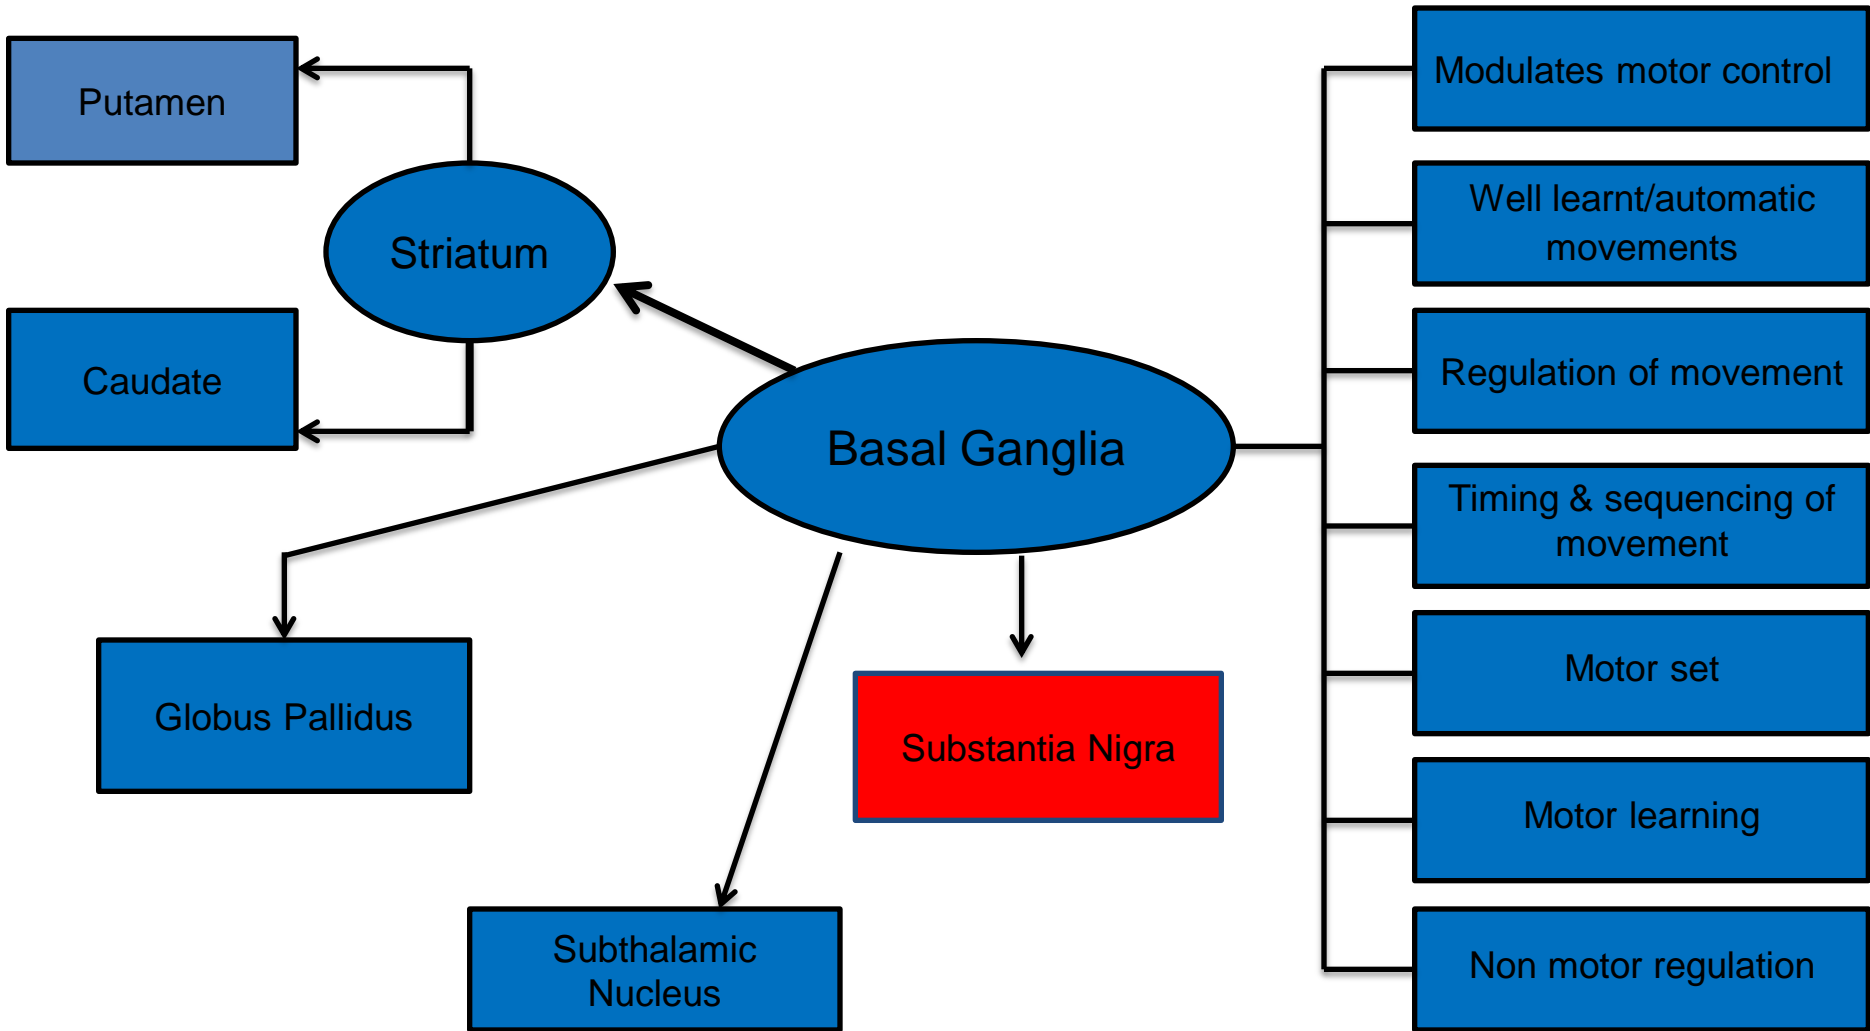 Putamen
Striatum
Caudate
Basal Ganglia
Globus Pallidus
Substantia Nigra
Subthalamic
Nucleus
Modulates motor control
Well learnt/automatic
movements
Regulation of movement
Timing & sequencing of
movement
Motor set
Motor learning
Non motor regulation